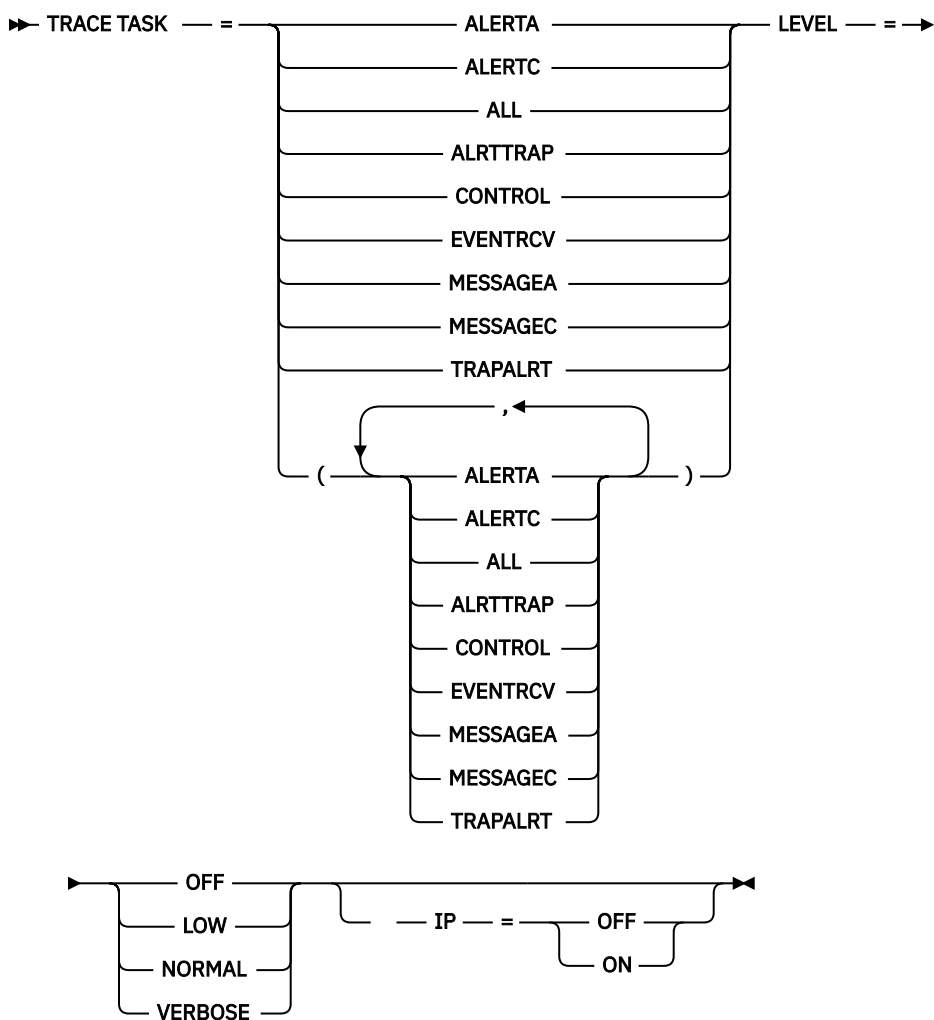 TRACE TASK = ALERTA LEVEL =
ALERTC
ALL
ALRTTRAP
CONTROL
EVENTRCV
MESSAGEA
MESSAGEC
TRAPALRT
,
( ALERTA )
ALERTC
ALL
ALRTTRAP
CONTROL
EVENTRCV
MESSAGEA
MESSAGEC
TRAPALRT
OFF
LOW
NORMAL
VERBOSE
IP = OFF
ON